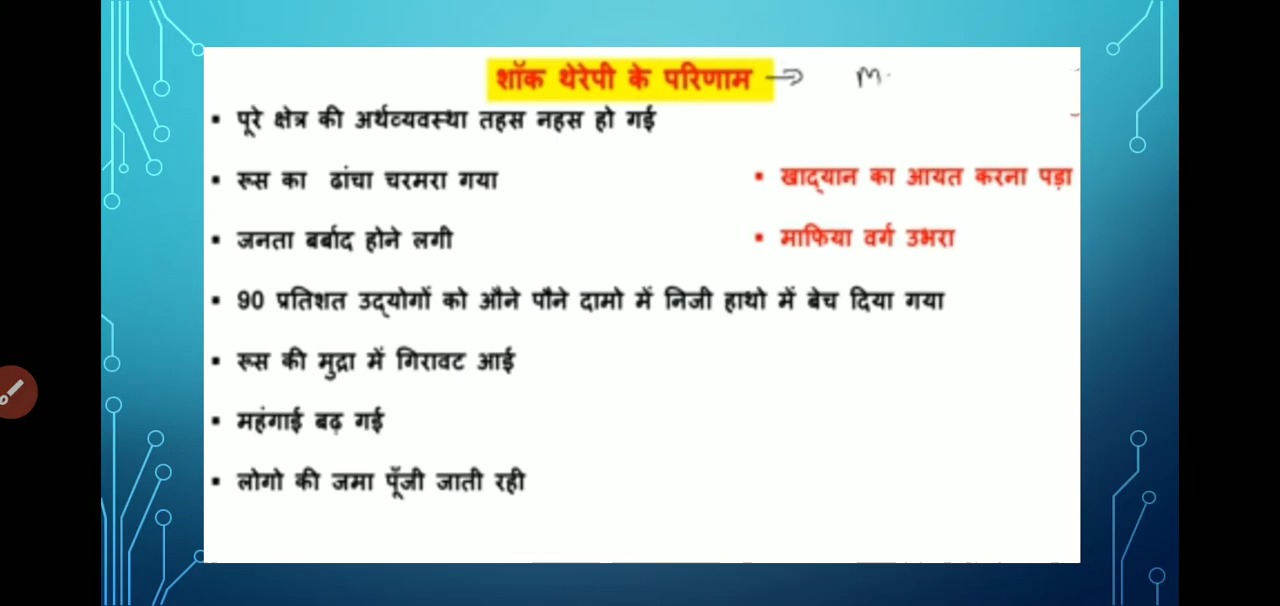 शॉक थेरेपी के परिणाम → m.
▪ पूरे क्षेत्र की अर्थव्यवस्था तहस नहस हो गई
▪ रूस का ढांचा चरमरा गया
▪ खाद्यान का आयत करना पड़ा
▪ जनता बर्बाद होने लगी
▪ माफिया वर्ग उभरा
▪ 90 प्रतिशत उद्योगों को औने पौने दामो में निजी हाथो में बेच दिया गया
▪ रूस की मुद्रा में गिरावट आई
▪ महंगाई बढ़ गई
▪ लोगो की जमा पूँजी जाती रही